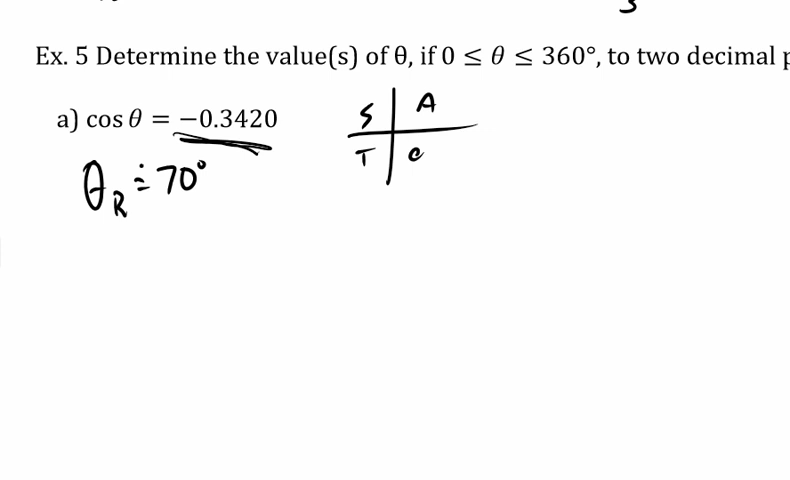 Ex. 5 Determine the value(s) of θ, if 0 ≤ θ ≤ 360°, to two decimal p
a) cos θ = −0.3420
S A
T C
θR ≐ 70°